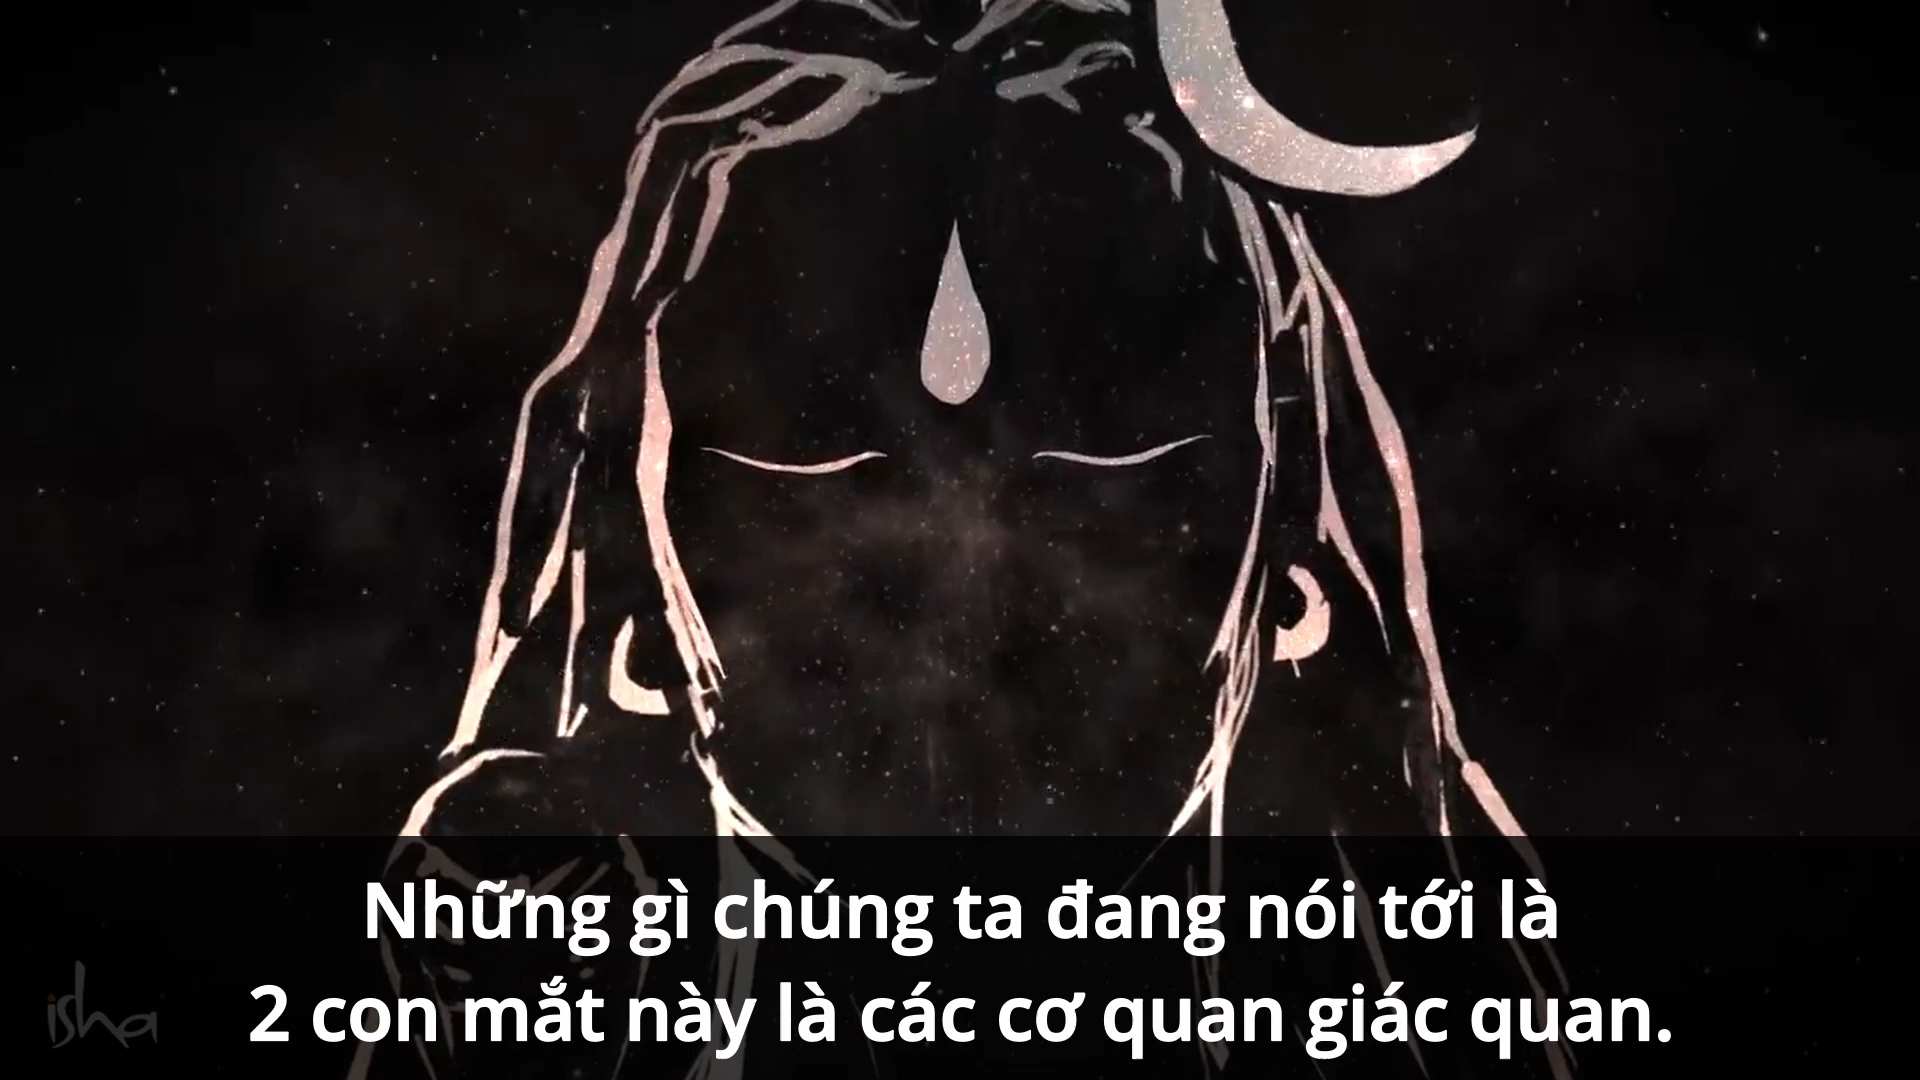 Những gì chúng ta đang nói tới là
2 con mắt này là các cơ quan giác quan.
isha